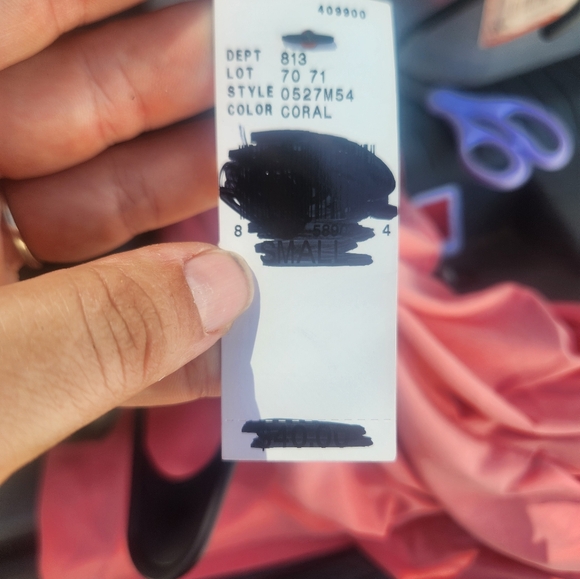 409900
DEPT 813
LOT 70 71
STYLE 0527M54
COLOR CORAL
8 4
SMALL